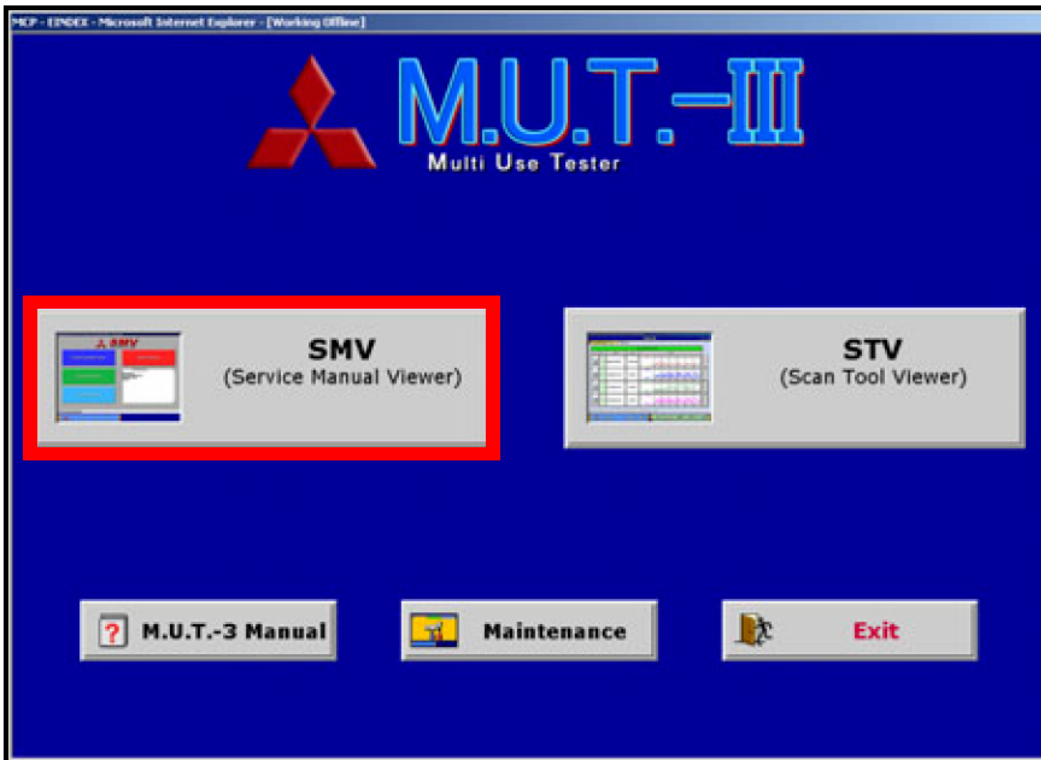 MCP - EINDEX - Microsoft Internet Explorer - [Working Offline]
M.U.T.-III
Multi Use Tester
SMV
SMV
(Service Manual Viewer)
STV
(Scan Tool Viewer)
? M.U.T.-3 Manual
Maintenance
Exit